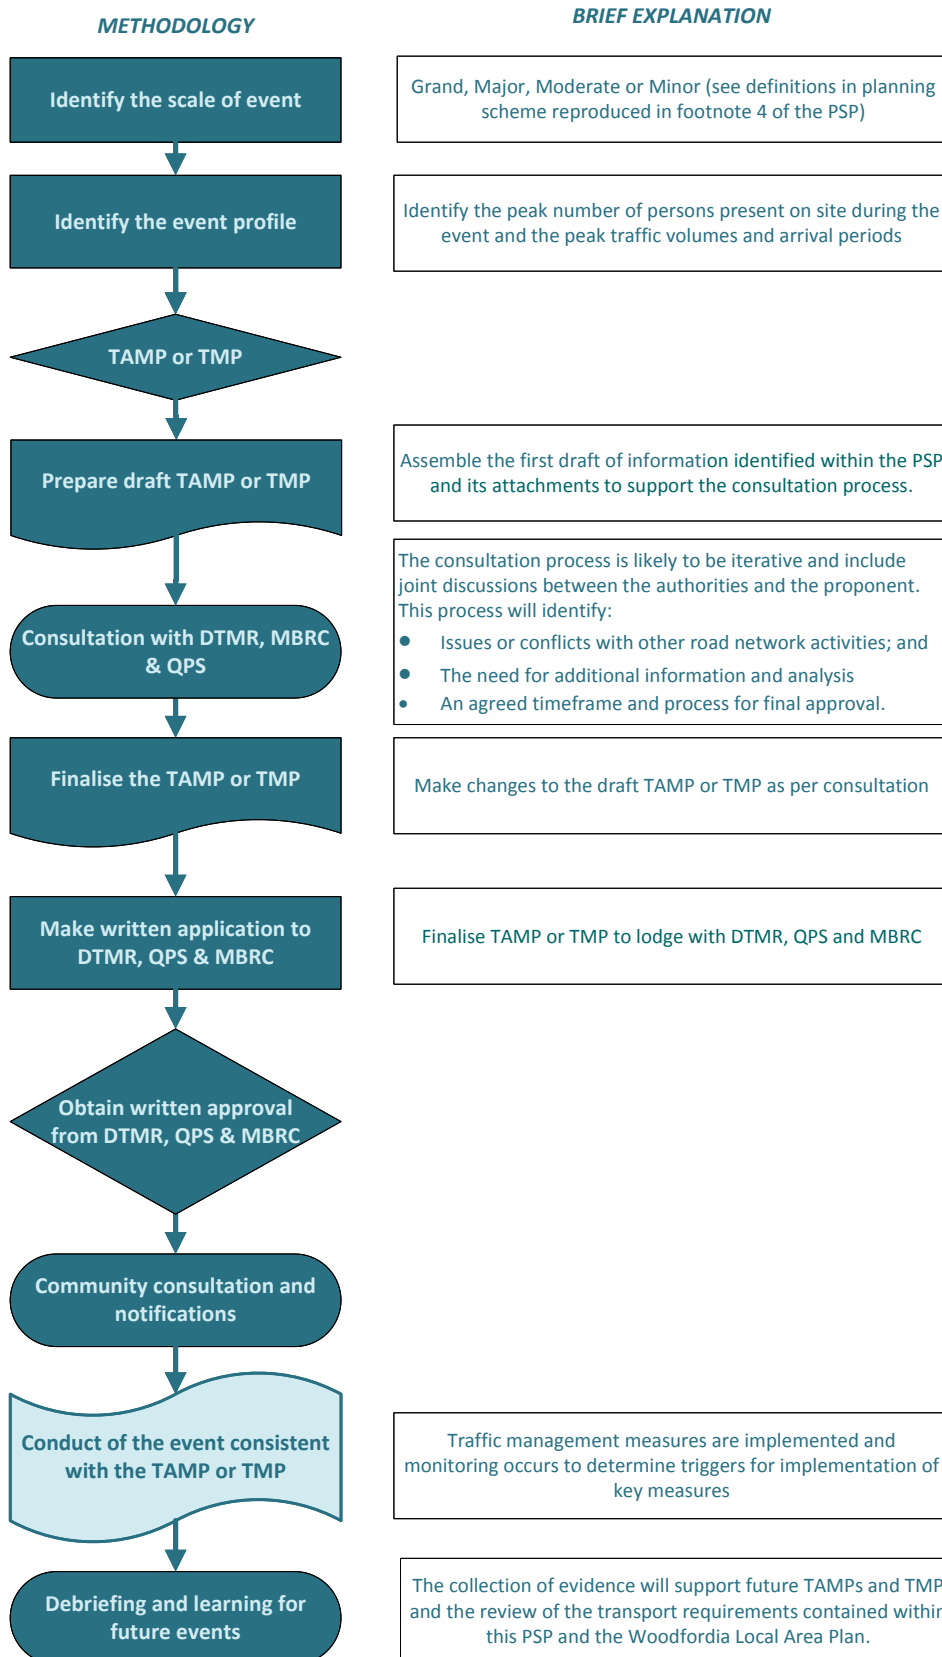 METHODOLOGY
BRIEF EXPLANATION
Identify the scale of event
Grand, Major, Moderate or Minor (see definitions in planning
scheme reproduced in footnote 4 of the PSP)
Identify the event profile
Identify the peak number of persons present on site during the
event and the peak traffic volumes and arrival periods
TAMP or TMP
Prepare draft TAMP or TMP
Assemble the first draft of information identified within the PSP
and its attachments to support the consultation process.
Consultation with DTMR, MBRC
& QPS
The consultation process is likely to be iterative and include
joint discussions between the authorities and the proponent.
This process will identify:
• Issues or conflicts with other road network activities; and
• The need for additional information and analysis
• An agreed timeframe and process for final approval.
Finalise the TAMP or TMP
Make changes to the draft TAMP or TMP as per consultation
Make written application to
DTMR, QPS & MBRC
Finalise TAMP or TMP to lodge with DTMR, QPS and MBRC
Obtain written approval
from DTMR, QPS & MBRC
Community consultation and
notifications
Conduct of the event consistent
with the TAMP or TMP
Traffic management measures are implemented and
monitoring occurs to determine triggers for implementation of
key measures
Debriefing and learning for
future events
The collection of evidence will support future TAMPs and TMP
and the review of the transport requirements contained within
this PSP and the Woodfordia Local Area Plan.